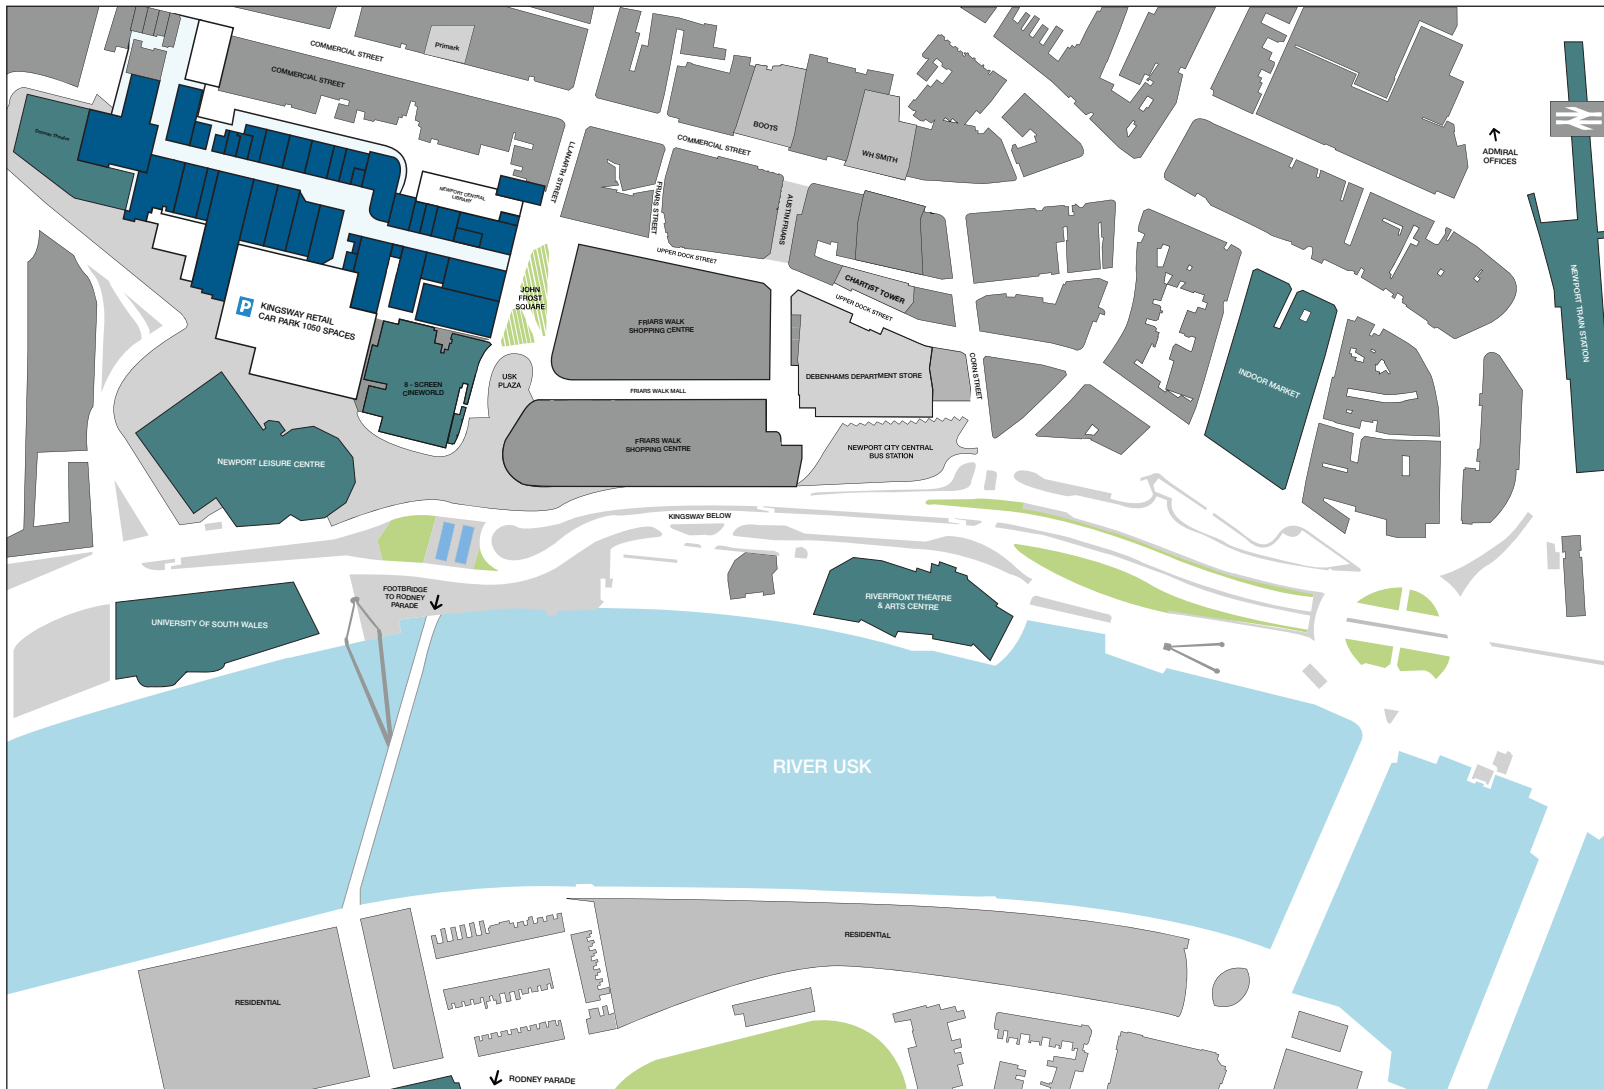 Primark
COMMERCIAL STREET
COMMERCIAL STREET
Dolman Theatre
BOOTS
WH SMITH
COMMERCIAL STREET
ADMIRAL
OFFICES
LLANARTH STREET
FRIARS STREET
NEWPORT CENTRAL
LIBRARY
AUSTIN FRIARS
UPPER DOCK STREET
CHARTIST TOWER
UPPER DOCK STREET
JOHN
FROST
SQUARE
P
KINGSWAY RETAIL
CAR PARK 1050 SPACES
FRIARS WALK
SHOPPING CENTRE
NEWPORT TRAIN STATION
CORN STREET
INDOOR MARKET
USK
PLAZA
8 - SCREEN
CINEWORLD
DEBENHAMS DEPARTMENT STORE
FRIARS WALK MALL
FRIARS WALK
SHOPPING CENTRE
NEWPORT CITY CENTRAL
BUS STATION
NEWPORT LEISURE CENTRE
KINGSWAY BELOW
FOOTBRIDGE
TO RODNEY
PARADE
RIVERFRONT THEATRE
& ARTS CENTRE
UNIVERSITY OF SOUTH WALES
RIVER USK
RESIDENTIAL
RESIDENTIAL
RODNEY PARADE